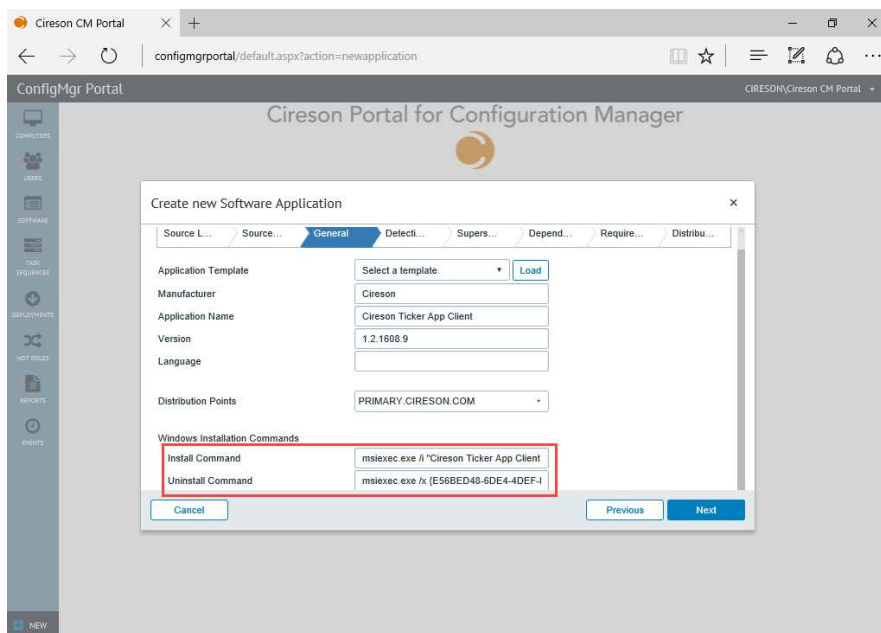 Cireson CM Portal
configmgrportal/default.aspx?action=newapplication
ConfigMgr Portal
CIRESON\Cireson CM Portal
Cireson Portal for Configuration Manager
COMPUTERS
USERS
SOFTWARE
TASK
SEQUENCES
DEPLOYMENTS
MGT ROLES
REPORTS
EVENTS
NEW
Create new Software Application
Source L... Source... General Detecti... Supers... Depend... Require... Distribu...
Application Template Select a template Load
Manufacturer Cireson
Application Name Cireson Ticker App Client
Version 1.2.1608.9
Language
Distribution Points PRIMARY.CIRESON.COM
Windows Installation Commands
Install Command msiexec.exe /i "Cireson Ticker App Client
Uninstall Command msiexec.exe /x {E56BED48-6DE4-4DEF-
Cancel Previous Next